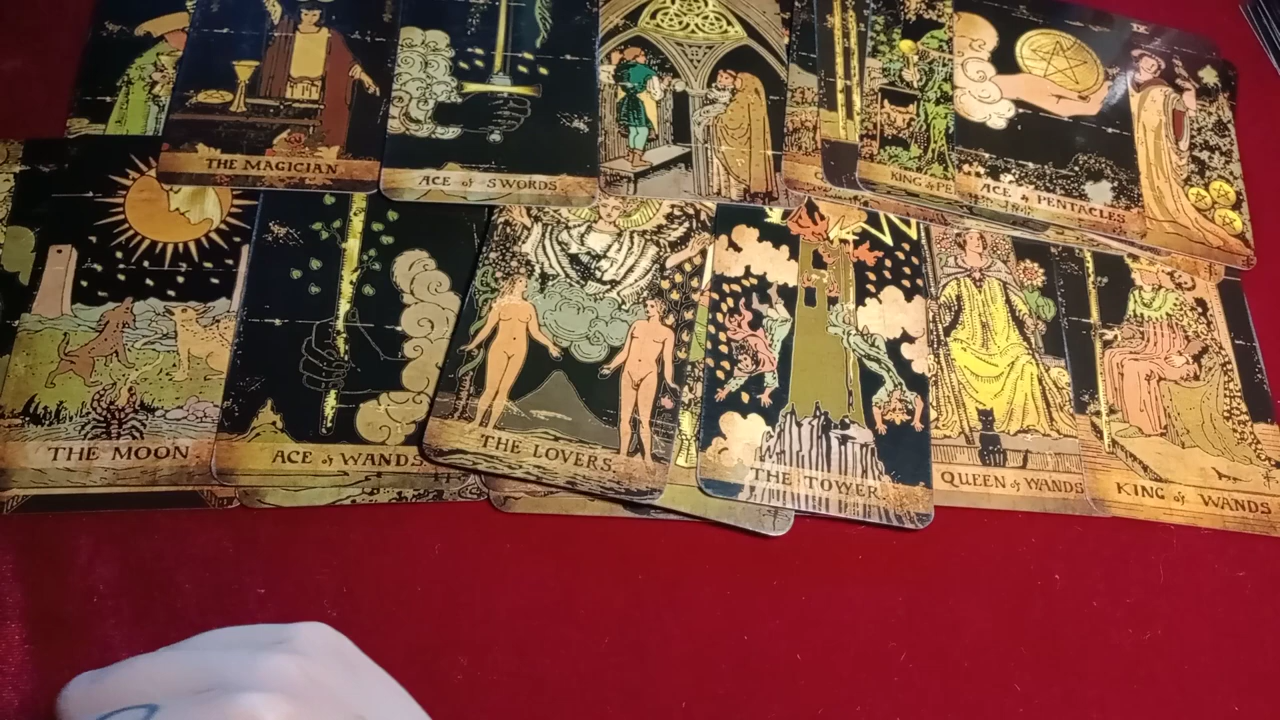 THE MAGICIAN
ACE of SWORDS
KING of PE
ACE of PENTACLES
THE MOON
ACE of WANDS
THE LOVERS.
THE TOWER.
QUEEN of WANDS
KING of WANDS